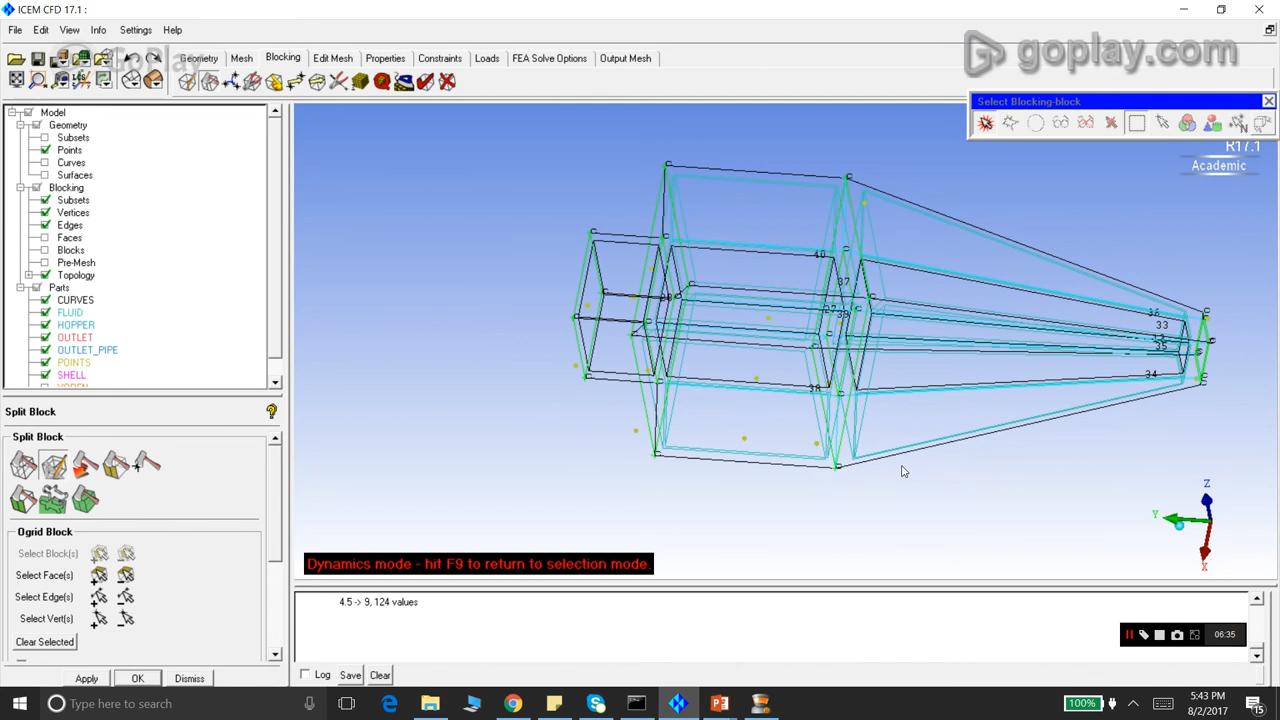 ICEM CFD 17.1 :
File Edit View Info Settings Help
GoPlay
goplay.com
Geometry Mesh Blocking Edit Mesh Properties Constraints Loads FEA Solve Options Output Mesh
Select Blocking-block
R17.1
Academic
Model
Geometry
Subsets
Points
Curves
Surfaces
Blocking
Subsets
Vertices
Edges
Faces
Blocks
Pre-Mesh
Topology
Parts
CURVES
FLUID
HOPPER
OUTLET
OUTLET_PIPE
POINTS
SHELL
40
37
38
36
33
35
34
Split Block
Split Block
Ogrid Block
Select Block(s)
Select Face(s)
Select Edge(s)
Select Vert(s)
Clear Selected
Apply OK Dismiss
Z
Y
X
Dynamics mode - hit F9 to return to selection mode.
4.5 -> 9, 124 values
06:35
Log Save Clear
Type here to search
100%
5:43 PM
8/2/2017
15